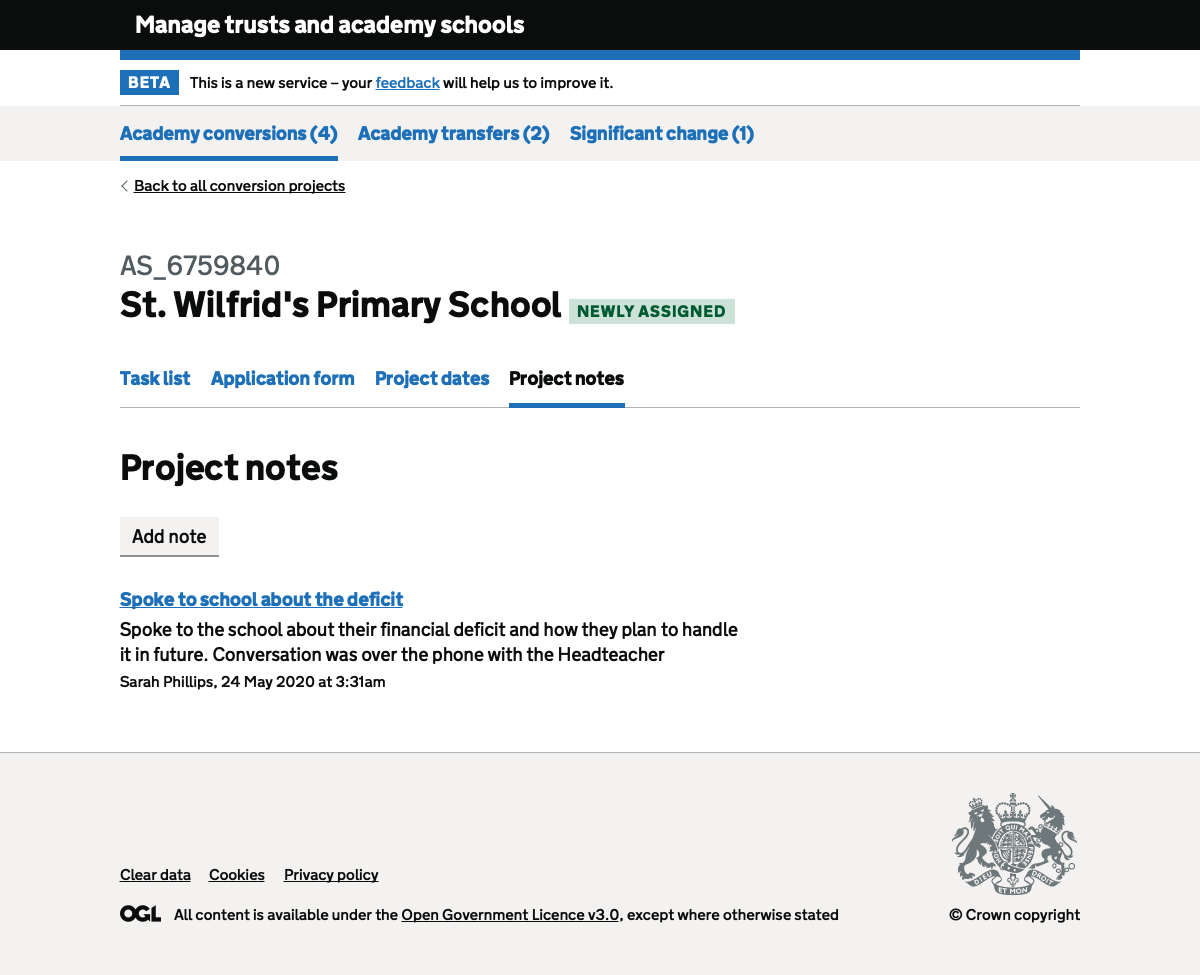 Manage trusts and academy schools
BETA This is a new service – your feedback will help us to improve it.
Academy conversions (4) Academy transfers (2) Significant change (1)
Back to all conversion projects
AS_6759840
St. Wilfrid's Primary School NEWLY ASSIGNED
Task list Application form Project dates Project notes
Project notes
Add note
Spoke to school about the deficit
Spoke to the school about their financial deficit and how they plan to handle
it in future. Conversation was over the phone with the Headteacher
Sarah Phillips, 24 May 2020 at 3:31am
DIEU ET MON DROIT
Clear data Cookies Privacy policy
OGL All content is available under the Open Government Licence v3.0, except where otherwise stated
© Crown copyright